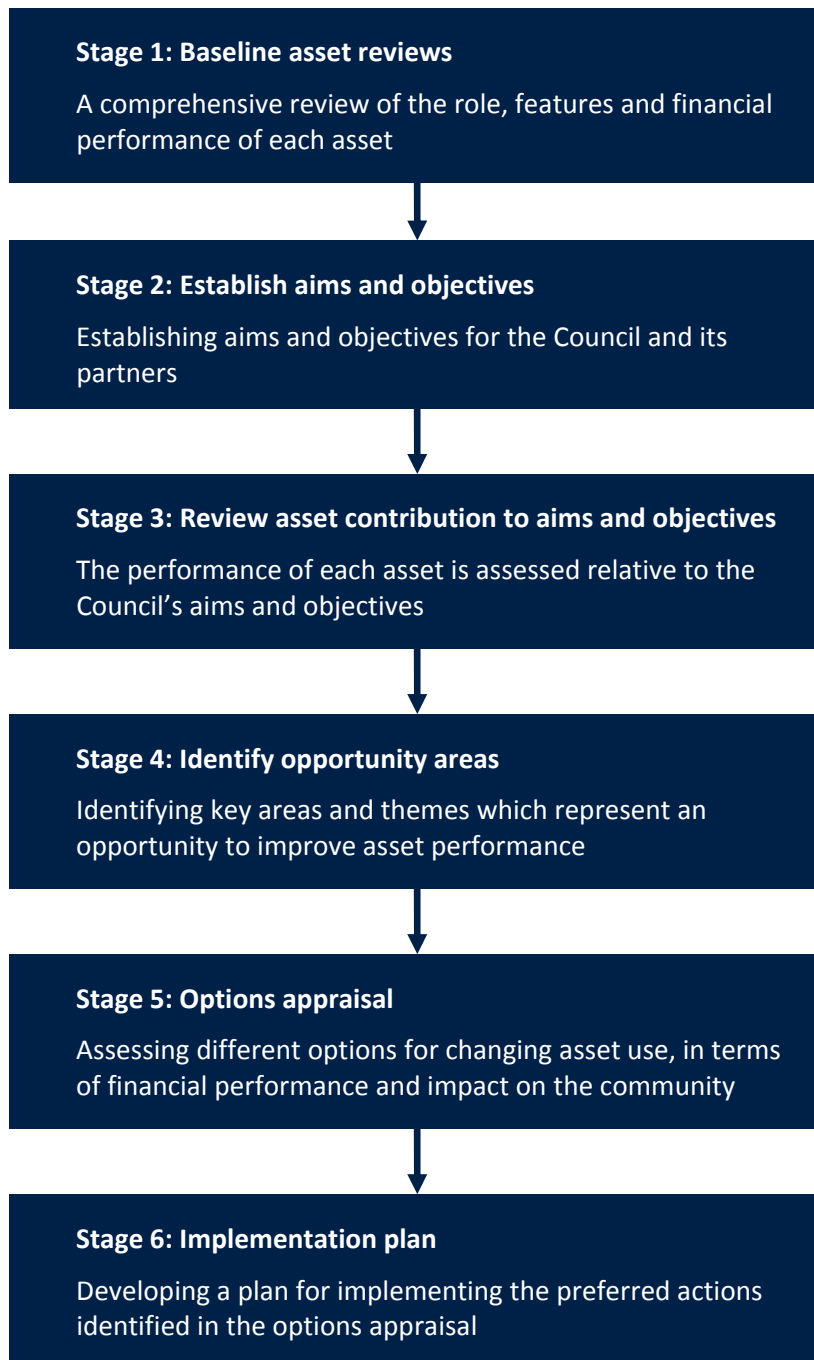 Stage 1: Baseline asset reviews
A comprehensive review of the role, features and financial
performance of each asset
Stage 2: Establish aims and objectives
Establishing aims and objectives for the Council and its
partners
Stage 3: Review asset contribution to aims and objectives
The performance of each asset is assessed relative to the
Council’s aims and objectives
Stage 4: Identify opportunity areas
Identifying key areas and themes which represent an
opportunity to improve asset performance
Stage 5: Options appraisal
Assessing different options for changing asset use, in terms
of financial performance and impact on the community
Stage 6: Implementation plan
Developing a plan for implementing the preferred actions
identified in the options appraisal